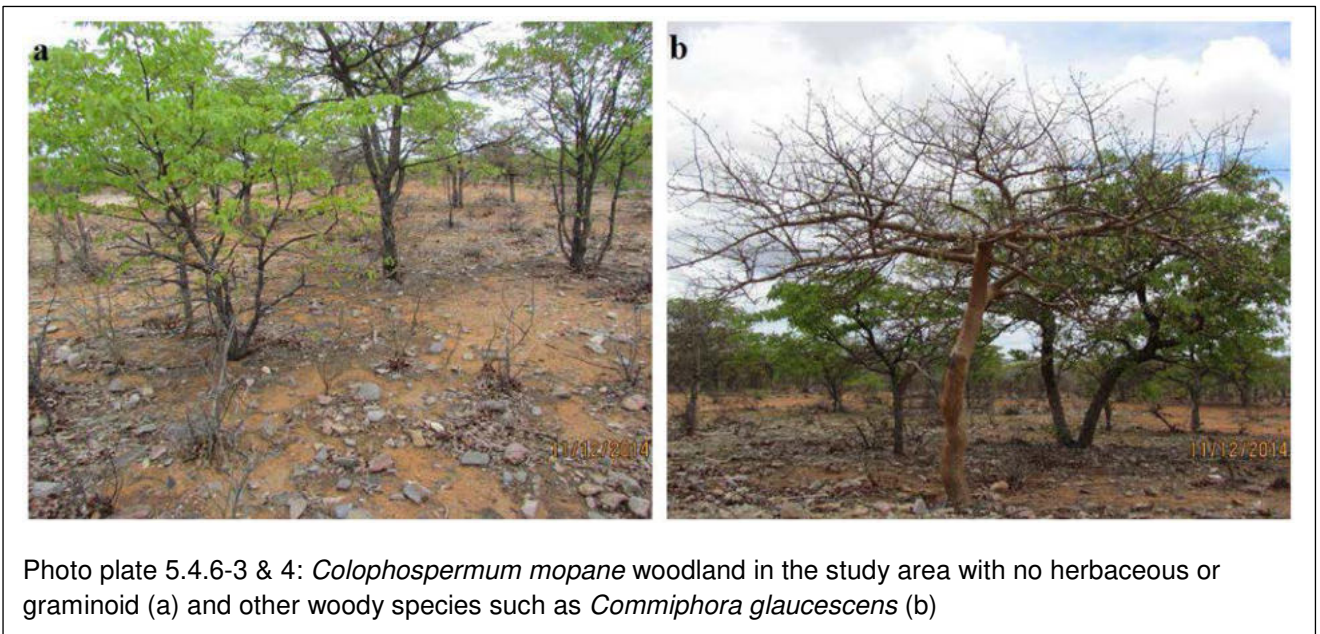 a
b
11/12/2014
11/12/2014
Photo plate 5.4.6-3 & 4: Colophospermum mopane woodland in the study area with no herbaceous or
graminoid (a) and other woody species such as Commiphora glaucescens (b)